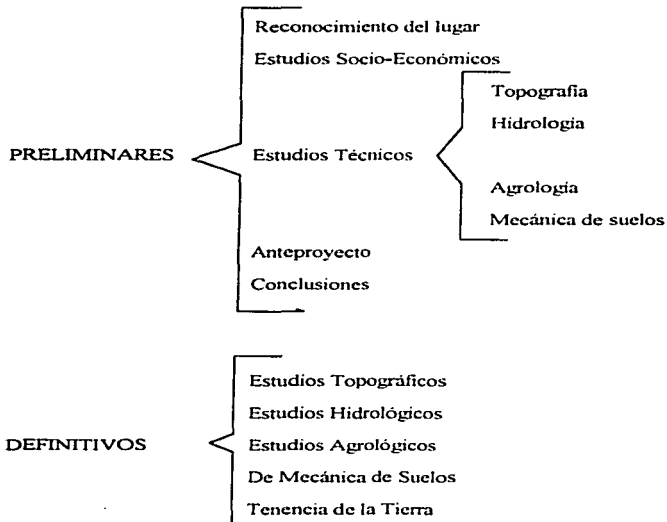 Reconocimiento del lugar
Estudios Socio-Económicos
PRELIMINARES
Estudios Técnicos
Topografia
Hidrologia
Agrología
Mecánica de suelos
Anteproyecto
Conclusiones
DEFINITIVOS
Estudios Topográficos
Estudios Hidrológicos
Estudios Agrológicos
De Mecánica de Suelos
Tenencia de la Tierra